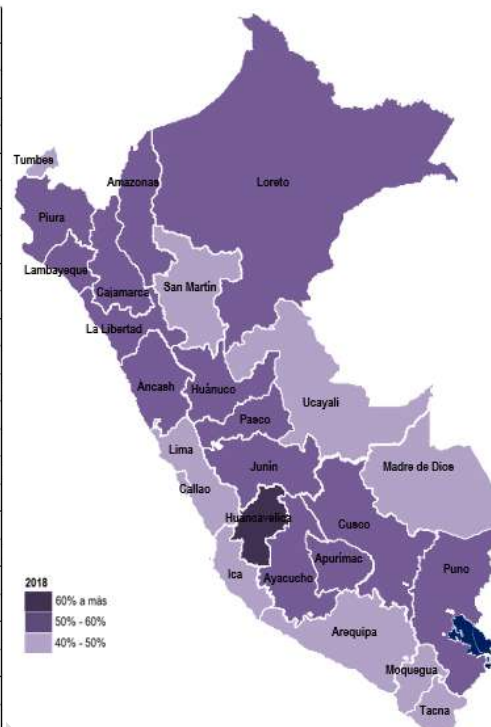 Tumbes
Amazonas
Loreto
Piura
Lambayeque
Cajamarca
San Martín
La Libertad
Ancash
Huánuco
Ucayali
Pasco
Lima
Junín
Madre de Dios
Callao
Huancavelica
Cusco
Ica
Ayacucho
Apurímac
Puno
Arequipa
Moquegua
Tacna
2018
60% a más
50% - 60%
40% - 50%